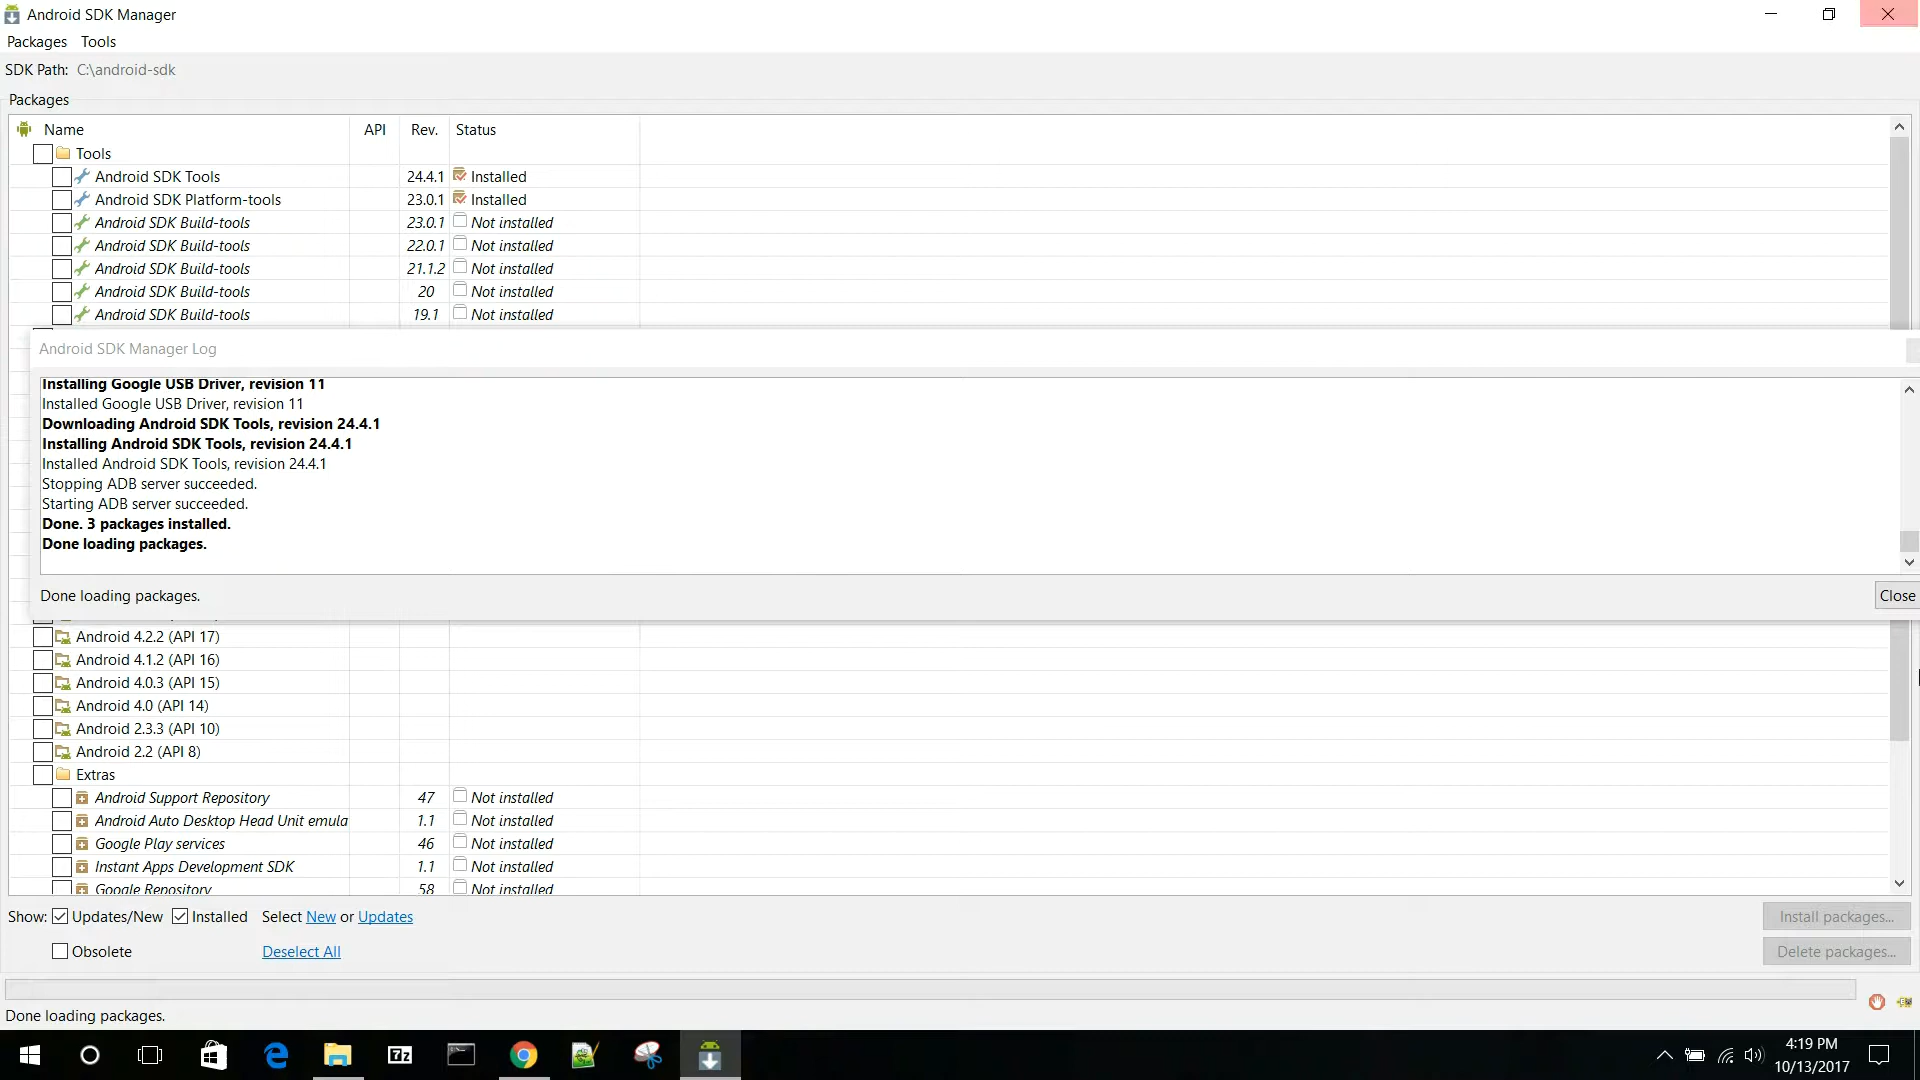 Android SDK Manager
Packages Tools
SDK Path: C:\android-sdk
Packages
Name API Rev. Status
Tools
Android SDK Tools 24.4.1 Installed
Android SDK Platform-tools 23.0.1 Installed
Android SDK Build-tools 23.0.1 Not installed
Android SDK Build-tools 22.0.1 Not installed
Android SDK Build-tools 21.1.2 Not installed
Android SDK Build-tools 20 Not installed
Android SDK Build-tools 19.1 Not installed
Android SDK Manager Log
Installing Google USB Driver, revision 11
Installed Google USB Driver, revision 11
Downloading Android SDK Tools, revision 24.4.1
Installing Android SDK Tools, revision 24.4.1
Installed Android SDK Tools, revision 24.4.1
Stopping ADB server succeeded.
Starting ADB server succeeded.
Done. 3 packages installed.
Done loading packages.
Done loading packages.
Close
Android 4.2.2 (API 17)
Android 4.1.2 (API 16)
Android 4.0.3 (API 15)
Android 4.0 (API 14)
Android 2.3.3 (API 10)
Android 2.2 (API 8)
Extras
Android Support Repository 47 Not installed
Android Auto Desktop Head Unit emula 1.1 Not installed
Google Play services 46 Not installed
Instant Apps Development SDK 1.1 Not installed
Google Repository 58 Not installed
Show: Updates/New Installed Select New or Updates Install packages...
Obsolete Deselect All Delete packages...
Done loading packages.
7z
4:19 PM
10/13/2017